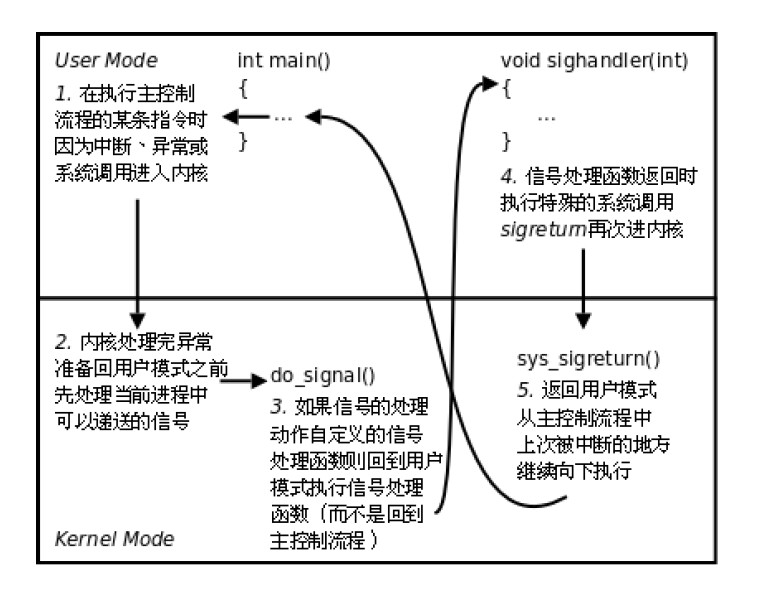 User Mode
1. 在执行主控制
流程的某条指令时
因为中断、异常或
系统调用进入内核
int main()
{
...
}
void sighandler(int)
{
...
}
4. 信号处理函数返回时
执行特殊的系统调用
sigreturn再次进内核
2. 内核处理完异常
准备回用户模式之前
先处理当前进程中
可以递送的信号
do_signal()
3. 如果信号的处理
动作自定义的信号
处理函数则回到用户
模式执行信号处理
函数（而不是回到
主控制流程）
sys_sigreturn()
5. 返回用户模式
从主控制流程中
上次被中断的地方
继续向下执行
Kernel Mode